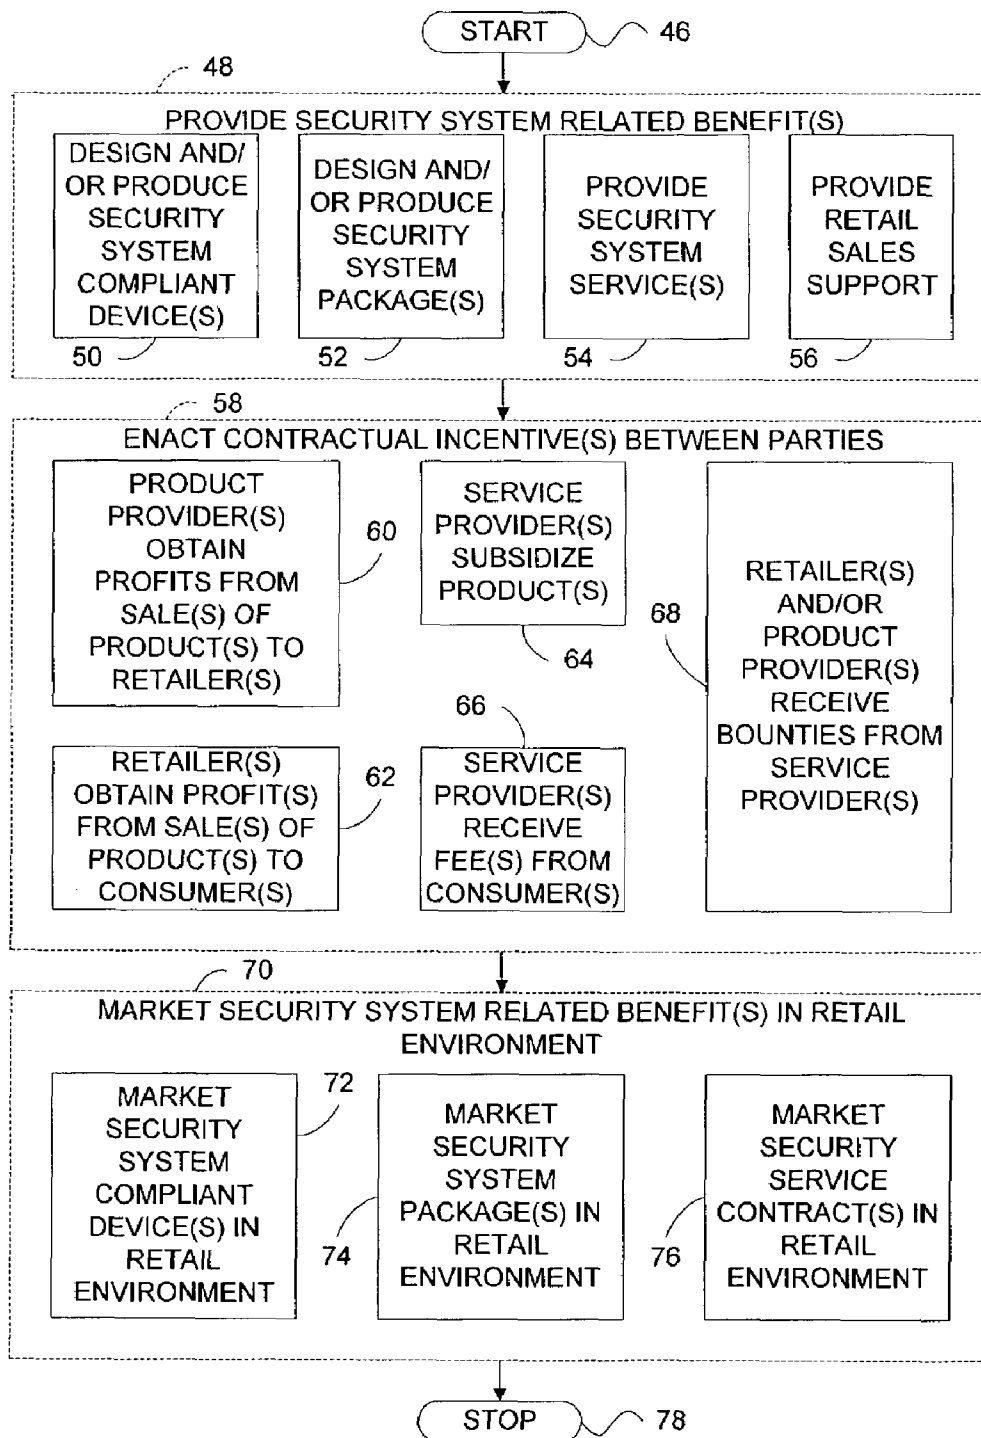 START
46
48
PROVIDE SECURITY SYSTEM RELATED BENEFIT(S)
DESIGN AND/
OR PRODUCE
SECURITY
SYSTEM
COMPLIANT
DEVICE(S)
50
DESIGN AND/
OR PRODUCE
SECURITY
SYSTEM
PACKAGE(S)
52
PROVIDE
SECURITY
SYSTEM
SERVICE(S)
54
PROVIDE
RETAIL
SALES
SUPPORT
56
58
ENACT CONTRACTUAL INCENTIVE(S) BETWEEN PARTIES
PRODUCT
PROVIDER(S)
OBTAIN
PROFITS FROM
SALE(S) OF
PRODUCT(S) TO
RETAILER(S)
60
SERVICE
PROVIDER(S)
SUBSIDIZE
PRODUCT(S)
64
RETAILER(S)
AND/OR
PRODUCT
PROVIDER(S)
RECEIVE
BOUNTIES FROM
SERVICE
PROVIDER(S)
68
RETAILER(S)
OBTAIN PROFIT(S)
FROM SALE(S) OF
PRODUCT(S) TO
CONSUMER(S)
62
66
SERVICE
PROVIDER(S)
RECEIVE
FEE(S) FROM
CONSUMER(S)
70
MARKET SECURITY SYSTEM RELATED BENEFIT(S) IN RETAIL
ENVIRONMENT
MARKET
SECURITY
SYSTEM
COMPLIANT
DEVICE(S) IN
RETAIL
ENVIRONMENT
72
MARKET
SECURITY
SYSTEM
PACKAGE(S) IN
RETAIL
ENVIRONMENT
74
MARKET
SECURITY
SERVICE
CONTRACT(S) IN
RETAIL
ENVIRONMENT
76
STOP
78